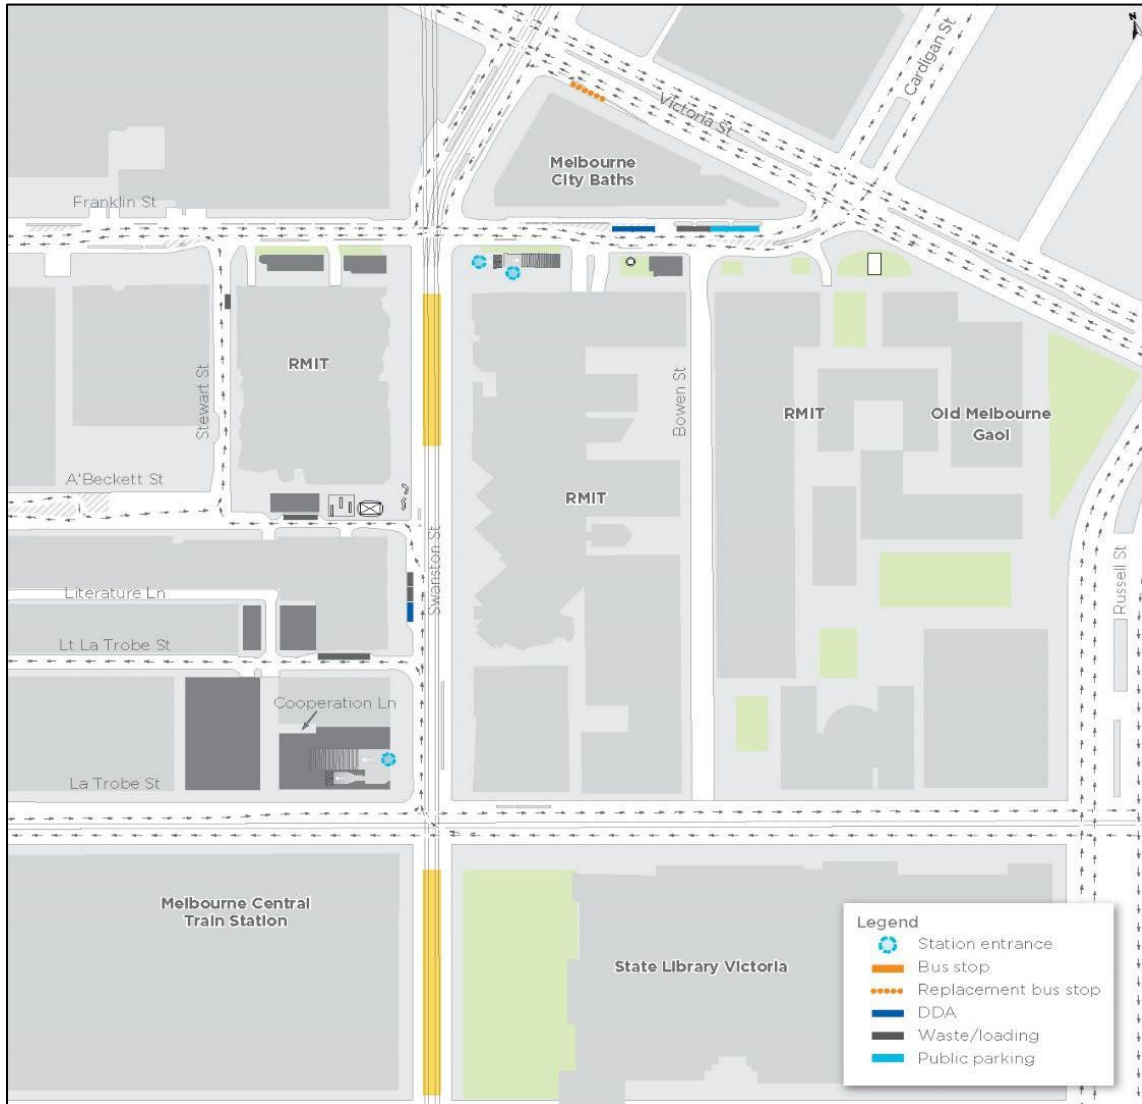 N
Cardigan St
Victoria St
Melbourne
City Baths
Franklin St
Stewart St
RMIT
Bowen St
RMIT
Old Melbourne
Gaol
A'Beckett St
RMIT
Swanston St
Russell St
Literature Ln
Lt La Trobe St
Cooperation Ln
La Trobe St
Melbourne Central
Train Station
State Library Victoria
Legend
Station entrance
Bus stop
Replacement bus stop
DDA
Waste/loading
Public parking